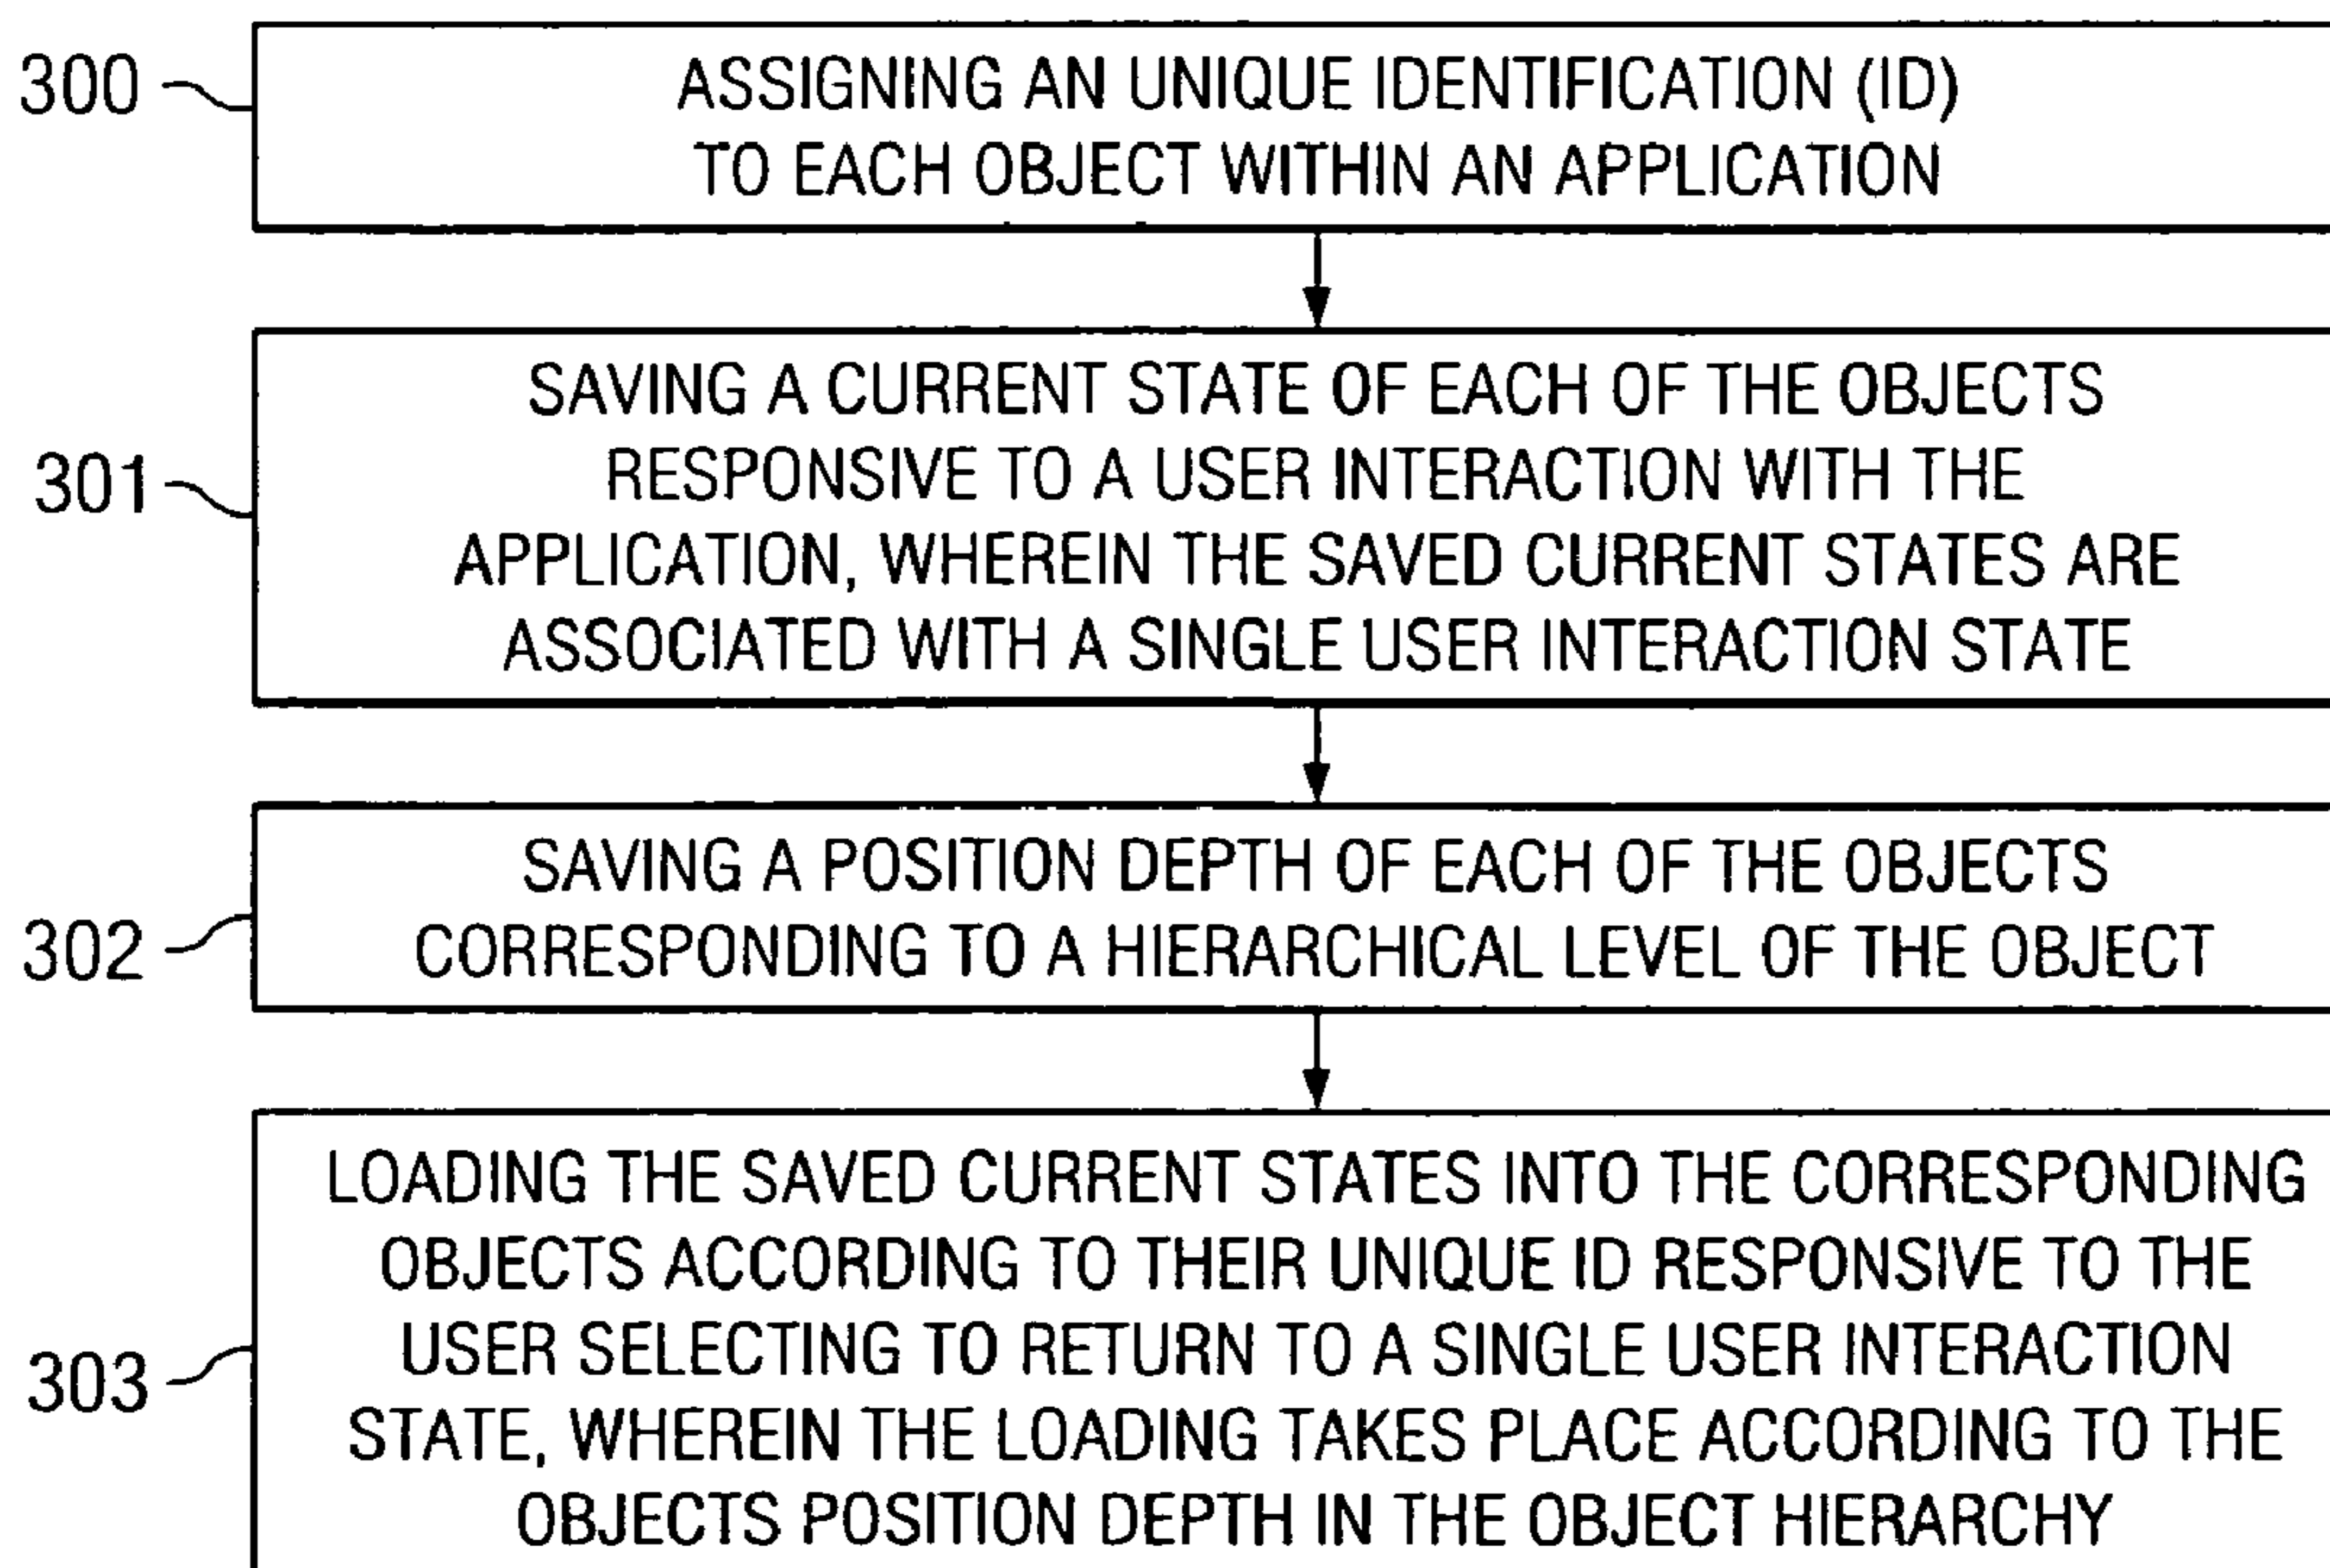 300
ASSIGNING AN UNIQUE IDENTIFICATION (ID)
TO EACH OBJECT WITHIN AN APPLICATION
301
SAVING A CURRENT STATE OF EACH OF THE OBJECTS
RESPONSIVE TO A USER INTERACTION WITH THE
APPLICATION, WHEREIN THE SAVED CURRENT STATES ARE
ASSOCIATED WITH A SINGLE USER INTERACTION STATE
302
SAVING A POSITION DEPTH OF EACH OF THE OBJECTS
CORRESPONDING TO A HIERARCHICAL LEVEL OF THE OBJECT
303
LOADING THE SAVED CURRENT STATES INTO THE CORRESPONDING
OBJECTS ACCORDING TO THEIR UNIQUE ID RESPONSIVE TO THE
USER SELECTING TO RETURN TO A SINGLE USER INTERACTION
STATE, WHEREIN THE LOADING TAKES PLACE ACCORDING TO THE
OBJECTS POSITION DEPTH IN THE OBJECT HIERARCHY